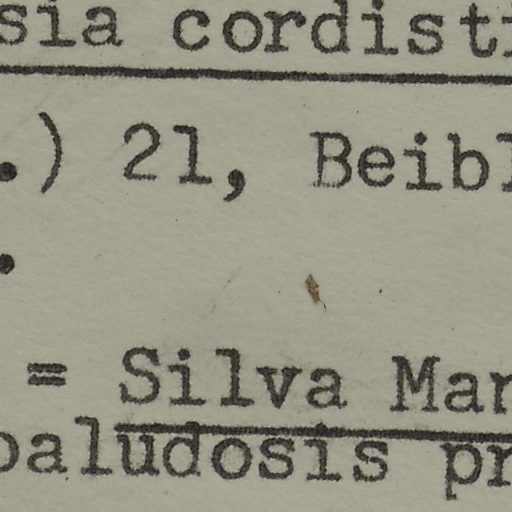 sia cordisti
.) 21, Beibl
.
= Silva Mar
paludosis pr